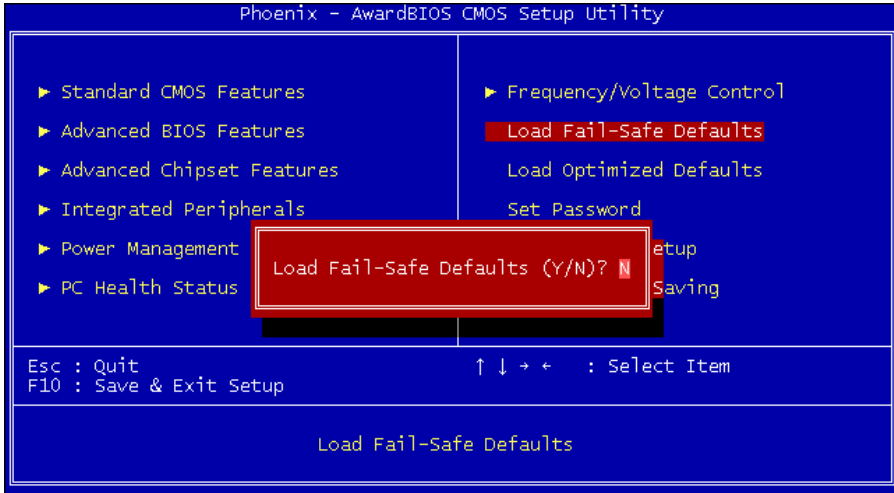 Phoenix - AwardBIOS CMOS Setup Utility
► Standard CMOS Features
► Advanced BIOS Features
► Advanced Chipset Features
► Integrated Peripherals
► Power Management
► PC Health Status
► Frequency/Voltage Control
Load Fail-Safe Defaults
Load Optimized Defaults
Set Password
etup
Saving
Load Fail-Safe Defaults (Y/N)? N
Esc : Quit
F10 : Save & Exit Setup
↑ ↓ → ← : Select Item
Load Fail-Safe Defaults